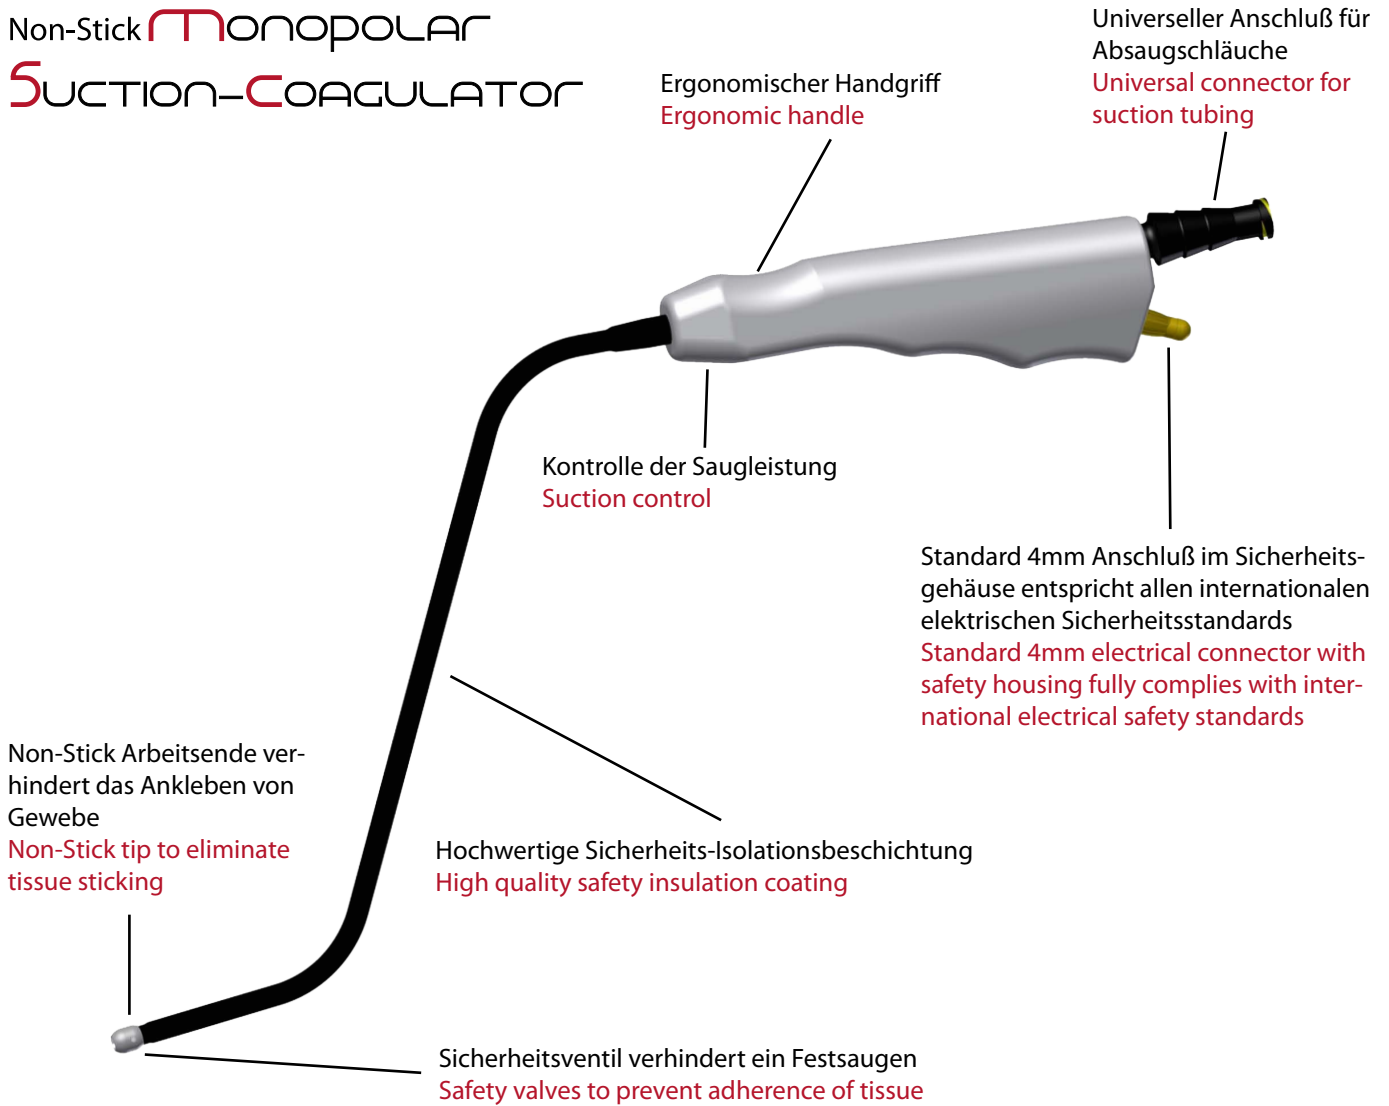 Non-Stick Monopolar
Suction-Coagulator
Universeller Anschluß für
Absaugschläuche
Universal connector for
suction tubing
Ergonomischer Handgriff
Ergonomic handle
Kontrolle der Saugleistung
Suction control
Standard 4mm Anschluß im Sicherheits-
gehäuse entspricht allen internationalen
elektrischen Sicherheitsstandards
Standard 4mm electrical connector with
safety housing fully complies with inter-
national electrical safety standards
Non-Stick Arbeitsende ver-
hindert das Ankleben von
Gewebe
Non-Stick tip to eliminate
tissue sticking
Hochwertige Sicherheits-Isolationsbeschichtung
High quality safety insulation coating
Sicherheitsventil verhindert ein Festsaugen
Safety valves to prevent adherence of tissue